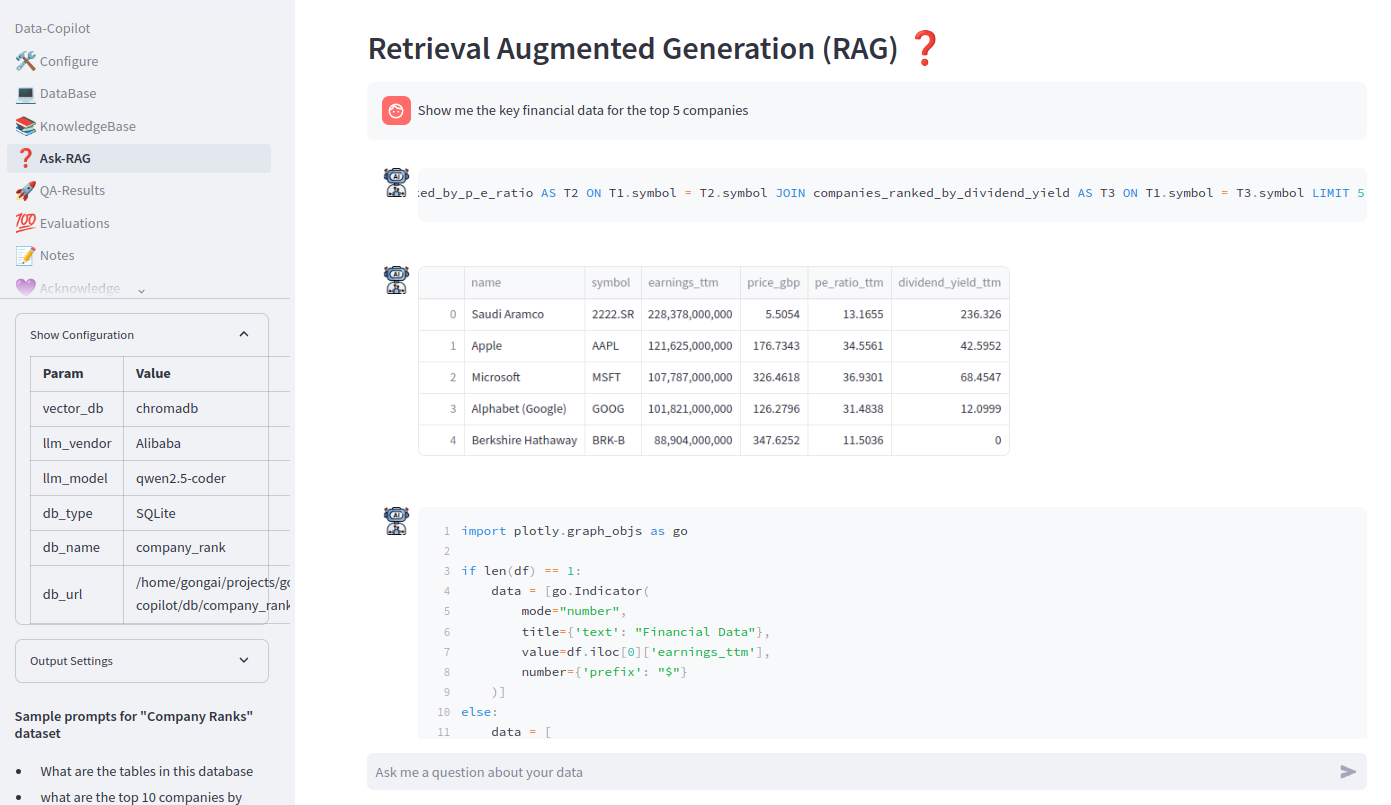 Data-Copilot
Configure
DataBase
KnowledgeBase
Ask-RAG
QA-Results
Evaluations
Notes
Acknowledge
Show Configuration
Param Value
vector_db chromadb
llm_vendor Alibaba
llm_model qwen2.5-coder
db_type SQLite
db_name company_rank
db_url /home/gongai/projects/go
copilot/db/company_rank
Output Settings
Sample prompts for "Company Ranks"
dataset
• What are the tables in this database
• what are the top 10 companies by
Retrieval Augmented Generation (RAG) ❓
Show me the key financial data for the top 5 companies
ked_by_p_e_ratio AS T2 ON T1.symbol = T2.symbol JOIN companies_ranked_by_dividend_yield AS T3 ON T1.symbol = T3.symbol LIMIT 5
name symbol earnings_ttm price_gbp pe_ratio_ttm dividend_yield_ttm
0 Saudi Aramco 2222.SR 228,378,000,000 5.5054 13.1655 236.326
1 Apple AAPL 121,625,000,000 176.7343 34.5561 42.5952
2 Microsoft MSFT 107,787,000,000 326.4618 36.9301 68.4547
3 Alphabet (Google) GOOG 101,821,000,000 126.2796 31.4838 12.0999
4 Berkshire Hathaway BRK-B 88,904,000,000 347.6252 11.5036 0
1 import plotly.graph_objs as go
2
3 if len(df) == 1:
4     data = [go.Indicator(
5         mode="number",
6         title={'text': "Financial Data"},
7         value=df.iloc[0]['earnings_ttm'],
8         number={'prefix': "$"}
9     )]
10 else:
11     data = [
Ask me a question about your data